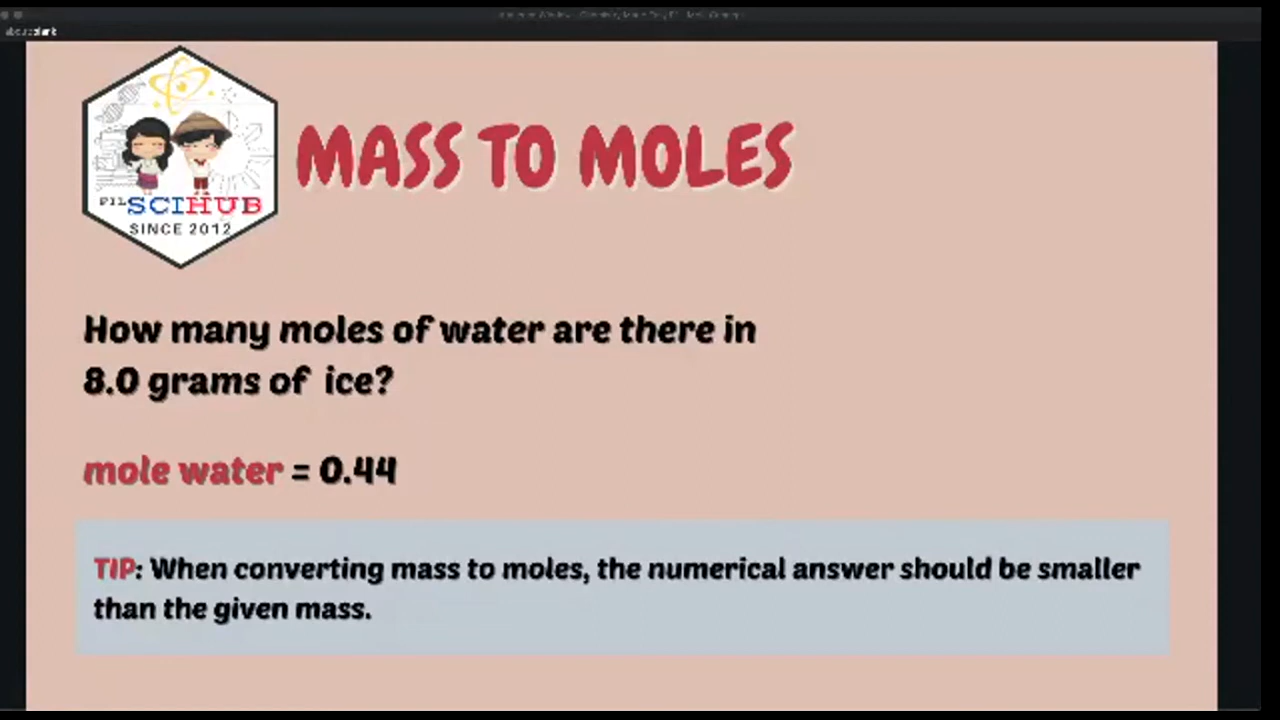 FIL SCIHUB
SINCE 2012
MASS TO MOLES
How many moles of water are there in
8.0 grams of ice?
mole water = 0.44
TIP: When converting mass to moles, the numerical answer should be smaller
than the given mass.